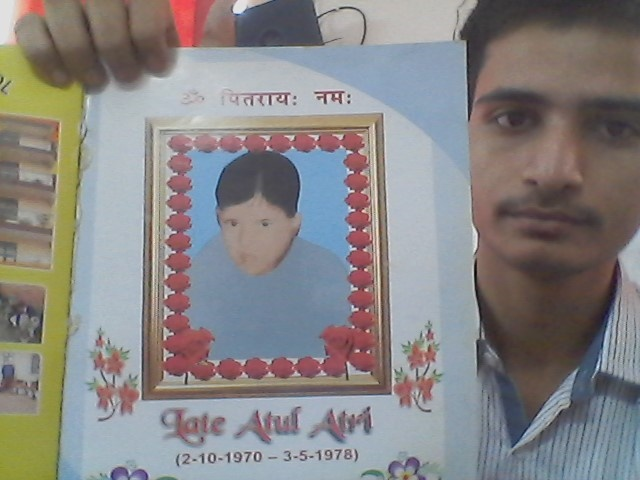 ॐ पितरायः नमः
Late Atul Atri
(2-10-1970 – 3-5-1978)